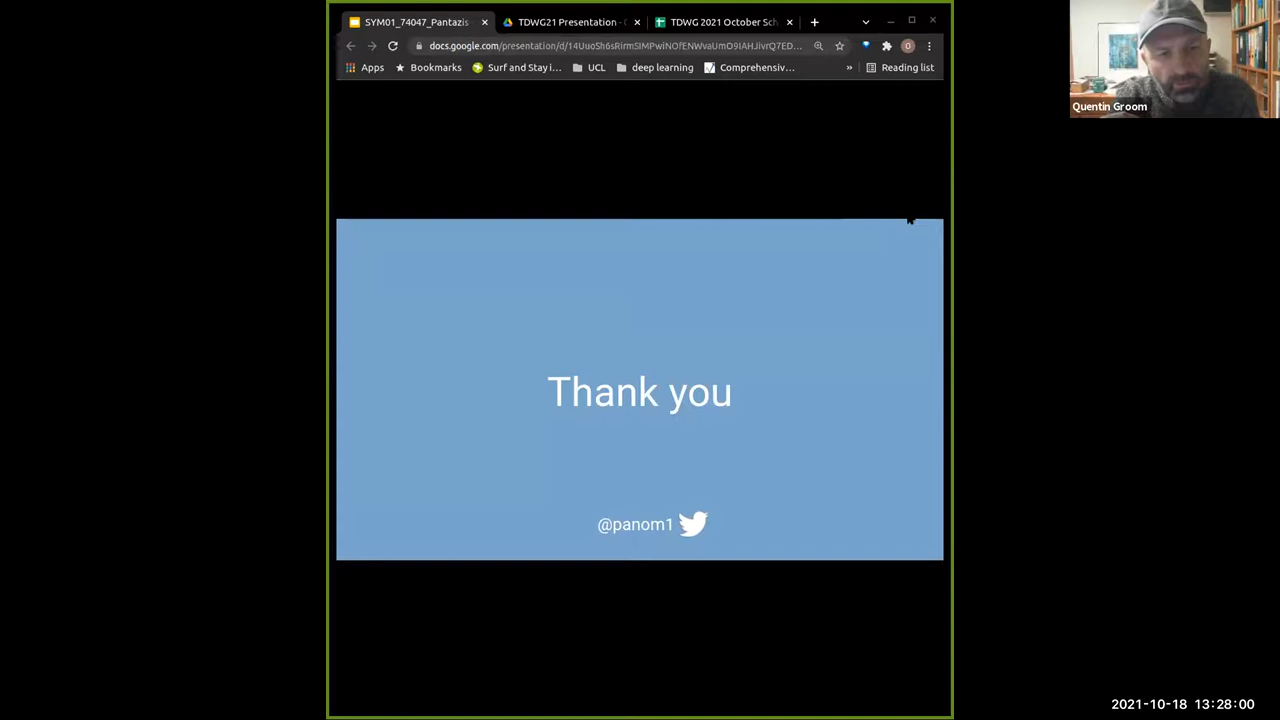 SYM01_74047_Pantazis
TDWG21 Presentation - G
TDWG 2021 October Sch
docs.google.com/presentation/d/
Apps
Bookmarks
Surf and Stay i...
UCL
deep learning
Comprehensiv...
»
Reading list
Quentin Groom
Thank you
@panom1
2021-10-18 13:28:00